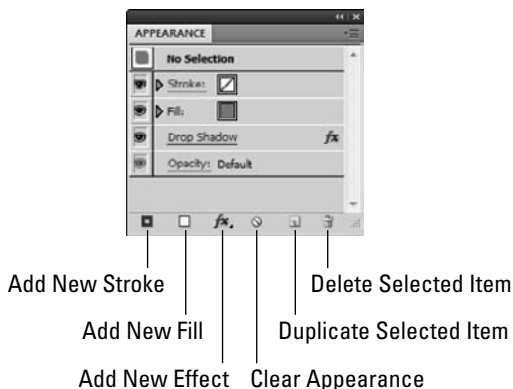 APPEARANCE
No Selection
Stroke:
Fill:
Drop Shadow fx
Opacity: Default
fx
Add New Stroke Delete Selected Item
Add New Fill Duplicate Selected Item
Add New Effect Clear Appearance